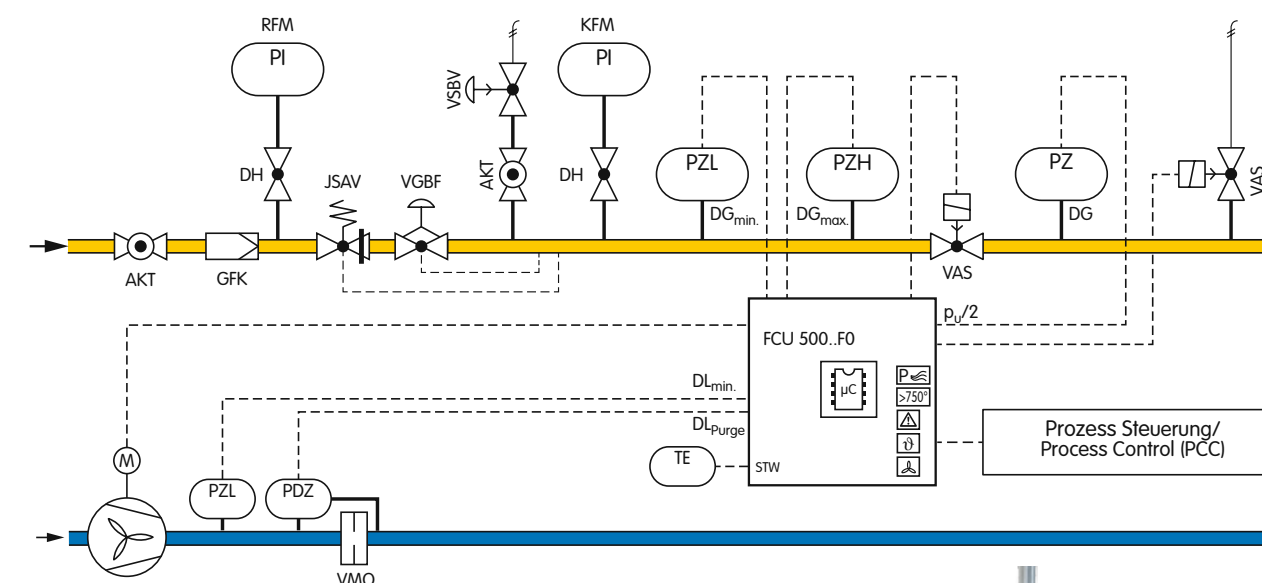 RFM
PI
KFM
PI
VSBV
PZL
PZH
PZ
DH
JSAV
VGBF
AKT
DH
DGmin.
DGmax.
DG
VAS
AKT
GFK
VAS
pu/2
FCU 500..F0
µC
P
>750°
DLmin.
DLPurge
ϑ
TE
STW
Prozess Steuerung/
Process Control (PCC)
M
PZL
PDZ
VMO